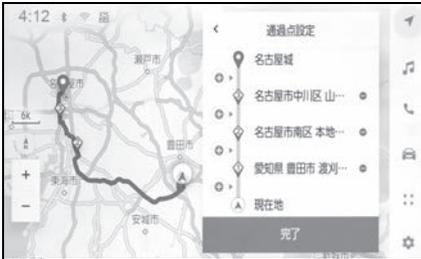 4:12
通過点設定
名古屋城
名古屋市中川区 山…
名古屋市南区 本地…
愛知県 豊田市 渡刈…
現在地
完了
瀬戸市
6k
豊田市
東海市
安城市
+
−